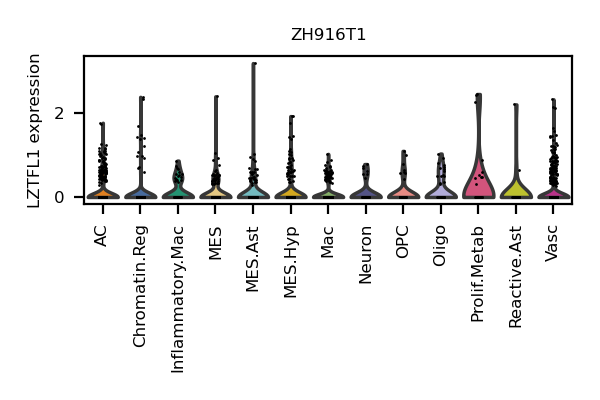 ZH916T1
LZTFL1 expression
2
0
AC
Chromatin.Reg
Inflammatory.Mac
MES
MES.Ast
MES.Hyp
Mac
Neuron
OPC
Oligo
Prolif.Metab
Reactive.Ast
Vasc